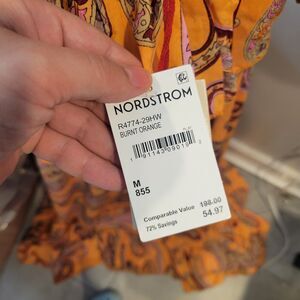 NORDSTROM
R4774-29HW
BURNT ORANGE
M
855
Comparable Value 198.00
72% Savings 54.97